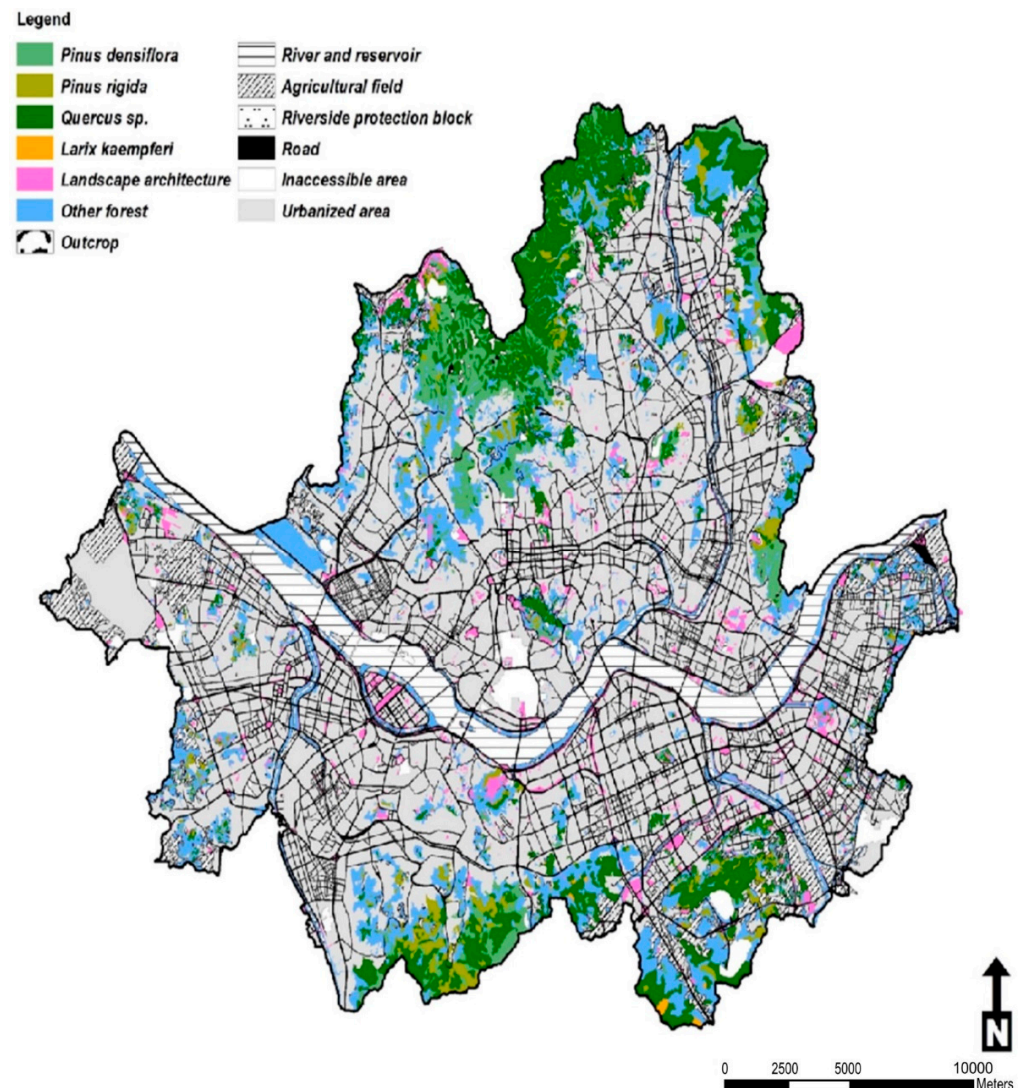 Legend
Pinus densiflora
Pinus rigida
Quercus sp.
Larix kaempferi
Landscape architecture
Other forest
Outcrop
River and reservoir
Agricultural field
Riverside protection block
Road
Inaccessible area
Urbanized area
N
0 2500 5000 10000
Meters